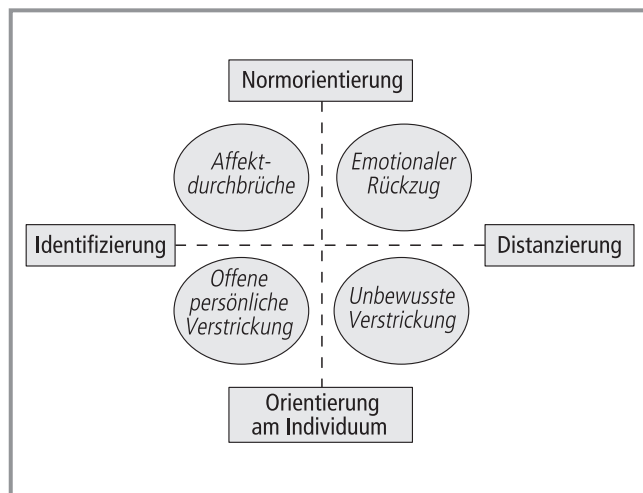 Normorientierung
Affekt-
durchbrüche
Emotionaler
Rückzug
Identifizierung
Distanzierung
Offene
persönliche
Verstrickung
Unbewusste
Verstrickung
Orientierung
am Individuum